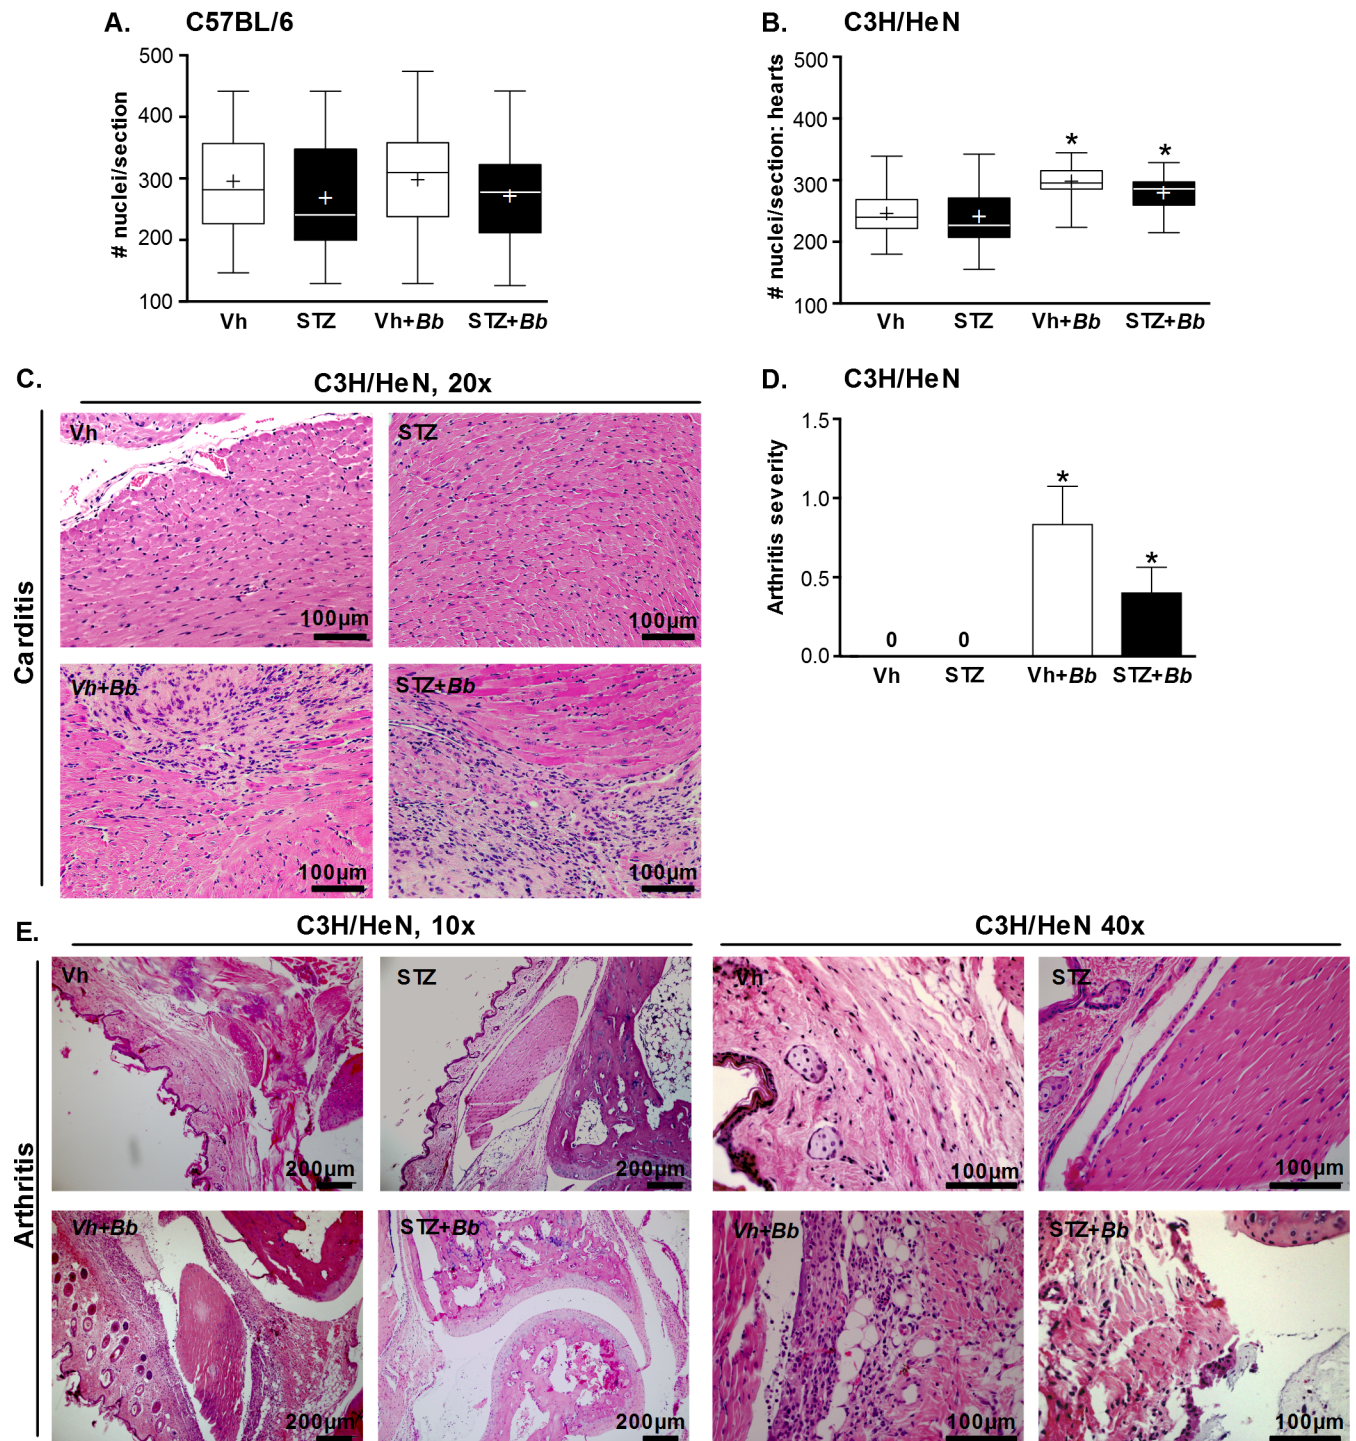 A. C57BL/6
# nuclei/section
500
400
300
200
100
+ + + +
Vh STZ Vh+Bb STZ+Bb
B. C3H/HeN
# nuclei/section: hearts
500
400
300
200
100
* *
+ + + +
Vh STZ Vh+Bb STZ+Bb
C. C3H/HeN, 20x
Carditis
Vh STZ
100µm 100µm
Vh+Bb STZ+Bb
100µm 100µm
D. C3H/HeN
Arthritis severity
1.5
1.0
0.5
0.0
* *
0 0
Vh STZ Vh+Bb STZ+Bb
E. C3H/HeN, 10x C3H/HeN 40x
Arthritis
Vh STZ Vh STZ
200µm 200µm 100µm 100µm
Vh+Bb STZ+Bb Vh+Bb STZ+Bb
200µm 200µm 100µm 100µm